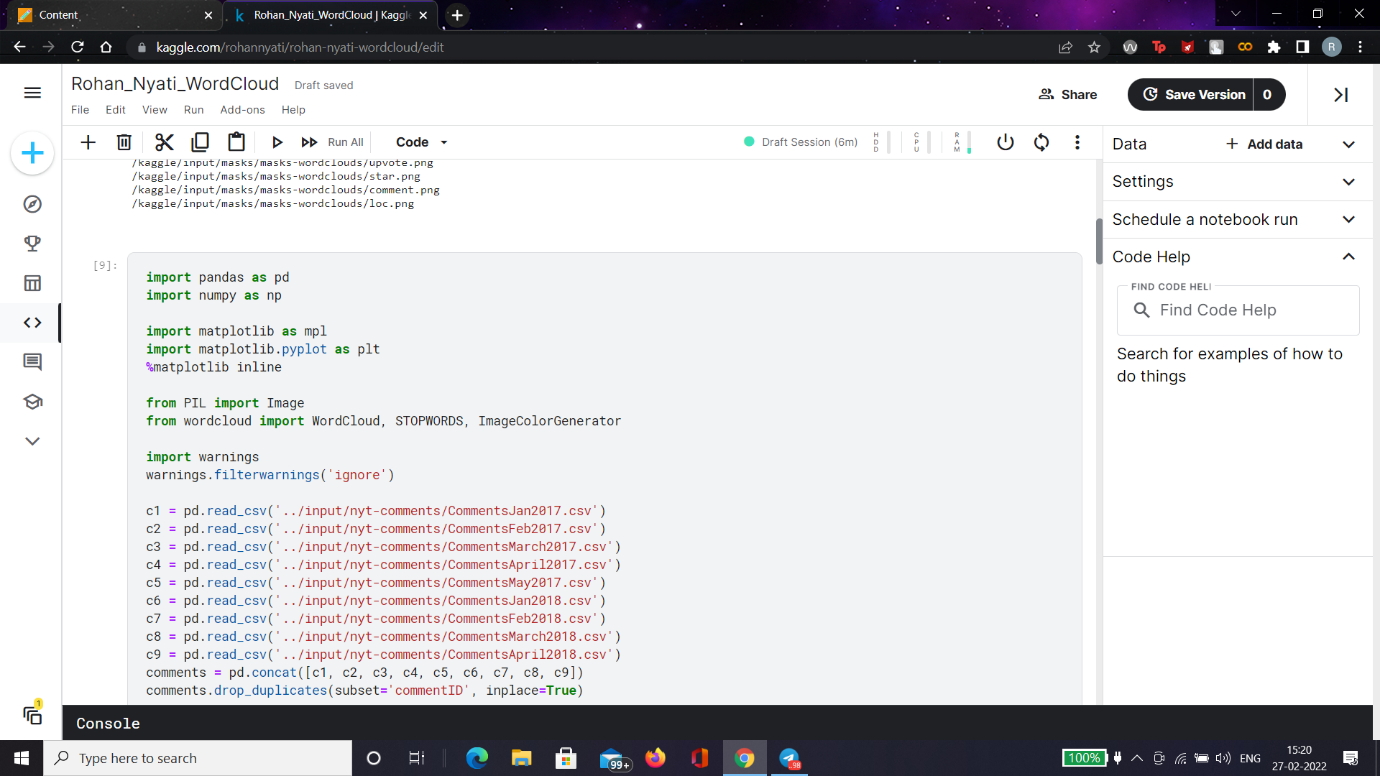 Content
Rohan_Nyati_WordCloud | Kaggle
kaggle.com/rohannyati/rohan-nyati-wordcloud/edit
Tp
R
Rohan_Nyati_WordCloud Draft saved
File Edit View Run Add-ons Help
Share
Save Version 0
Run All
Code
Draft Session (6m)
HDD
CPU
RAM
Data
+ Add data
/kaggle/input/masks/masks-wordclouds/upvote.png
/kaggle/input/masks/masks-wordclouds/star.png
/kaggle/input/masks/masks-wordclouds/comment.png
/kaggle/input/masks/masks-wordclouds/loc.png
Settings
Schedule a notebook run
Code Help
FIND CODE HEL
Find Code Help
Search for examples of how to
do things
[9]:
import pandas as pd
import numpy as np
import matplotlib as mpl
import matplotlib.pyplot as plt
%matplotlib inline
from PIL import Image
from wordcloud import WordCloud, STOPWORDS, ImageColorGenerator
import warnings
warnings.filterwarnings('ignore')
c1 = pd.read_csv('../input/nyt-comments/CommentsJan2017.csv')
c2 = pd.read_csv('../input/nyt-comments/CommentsFeb2017.csv')
c3 = pd.read_csv('../input/nyt-comments/CommentsMarch2017.csv')
c4 = pd.read_csv('../input/nyt-comments/CommentsApril2017.csv')
c5 = pd.read_csv('../input/nyt-comments/CommentsMay2017.csv')
c6 = pd.read_csv('../input/nyt-comments/CommentsJan2018.csv')
c7 = pd.read_csv('../input/nyt-comments/CommentsFeb2018.csv')
c8 = pd.read_csv('../input/nyt-comments/CommentsMarch2018.csv')
c9 = pd.read_csv('../input/nyt-comments/CommentsApril2018.csv')
comments = pd.concat([c1, c2, c3, c4, c5, c6, c7, c8, c9])
comments.drop_duplicates(subset='commentID', inplace=True)
1
Console
Type here to search
99+
98
100%
ENG
15:20
27-02-2022